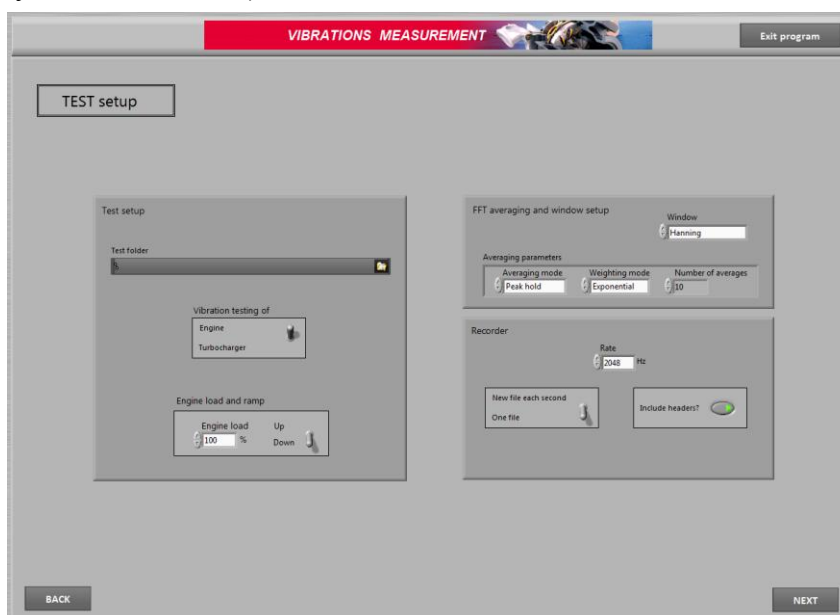 VIBRATIONS MEASUREMENT
Exit program
TEST setup
Test setup
Test folder
Vibration testing of
Engine
Turbocharger
Engine load and ramp
Engine load
100 %
Up
Down
FFT averaging and window setup
Window
Hanning
Averaging parameters
Averaging mode Weighting mode Number of averages
Peak hold Exponential 10
Recorder
Rate
2048 Hz
New file each second
One file
Include headers?
BACK
NEXT